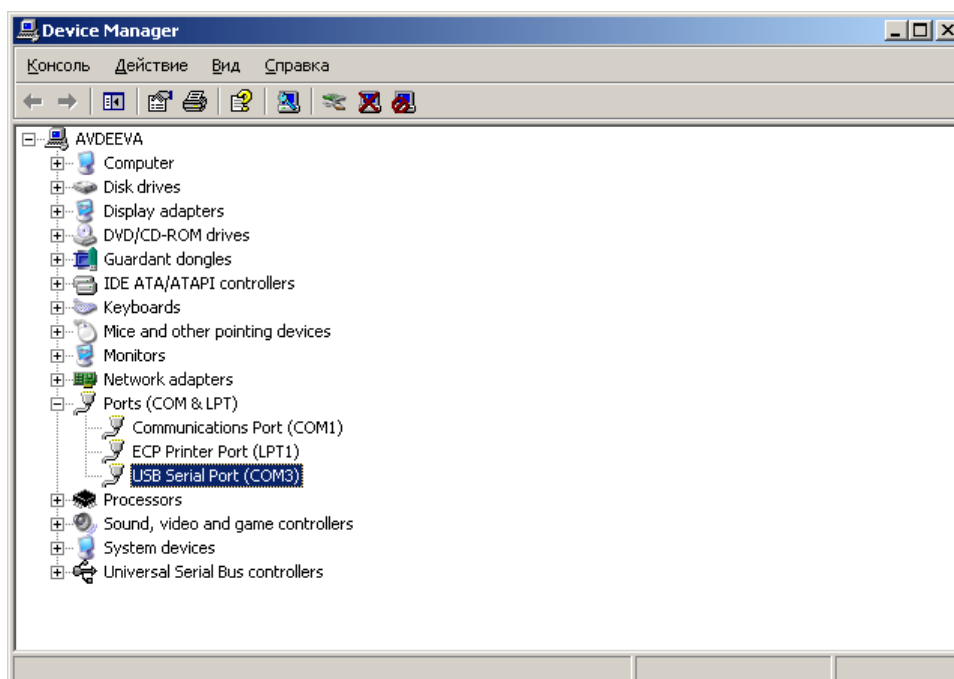 Device Manager
Консоль Действие Вид Справка
AVDEEVA
Computer
Disk drives
Display adapters
DVD/CD-ROM drives
Guardant dongles
IDE ATA/ATAPI controllers
Keyboards
Mice and other pointing devices
Monitors
Network adapters
Ports (COM & LPT)
Communications Port (COM1)
ECP Printer Port (LPT1)
USB Serial Port (COM3)
Processors
Sound, video and game controllers
System devices
Universal Serial Bus controllers